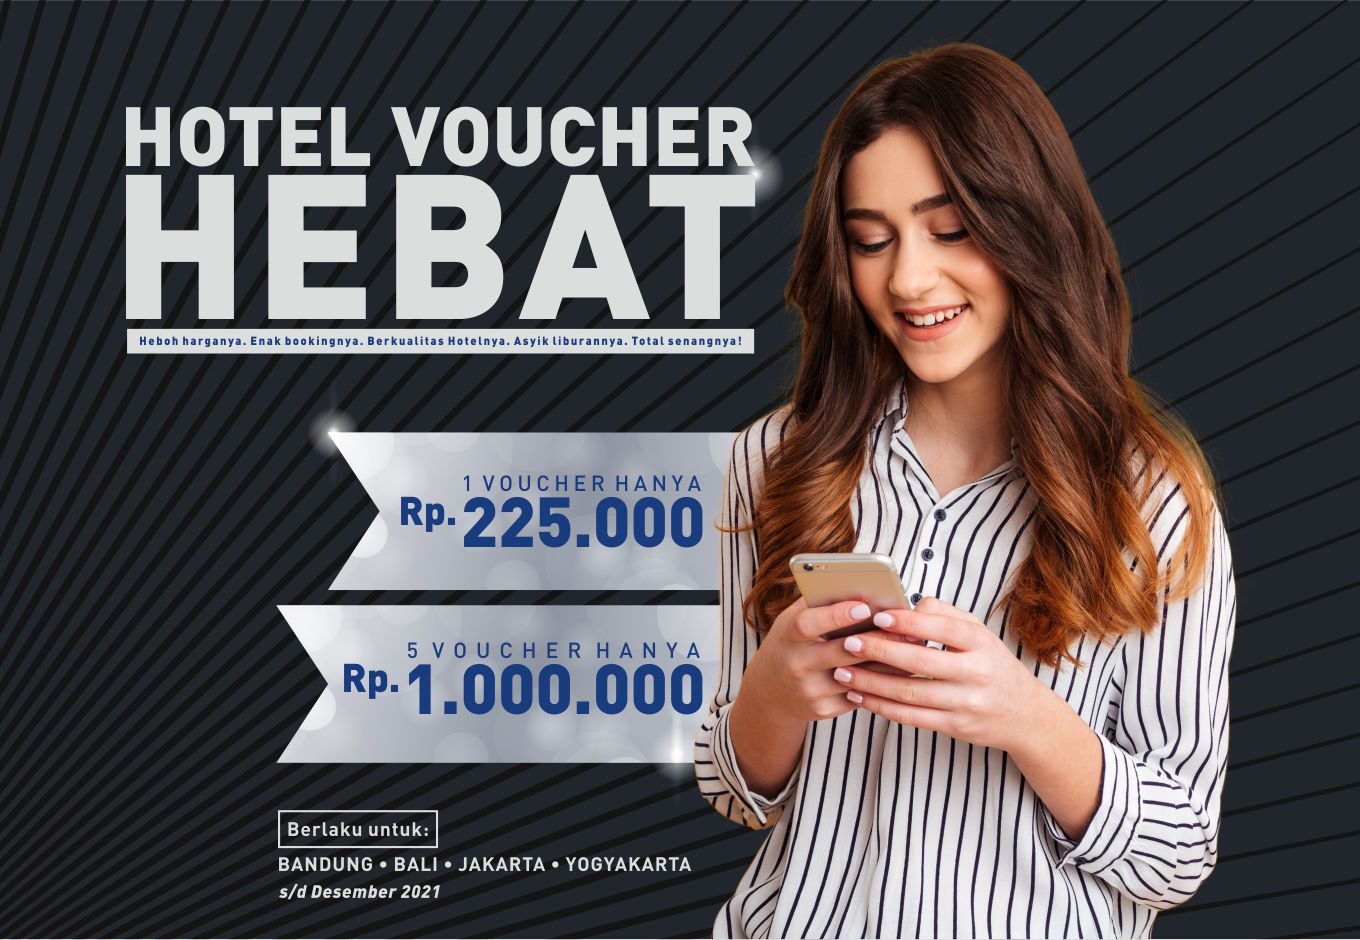 HOTEL VOUCHER
HEBAT
Heboh harganya. Enak bookingnya. Berkualitas Hotelnya. Asyik liburannya. Total senangnya!
1 VOUCHER HANYA
Rp. 225.000
5 VOUCHER HANYA
Rp. 1.000.000
Berlaku untuk:
BANDUNG • BALI • JAKARTA • YOGYAKARTA
s/d Desember 2021